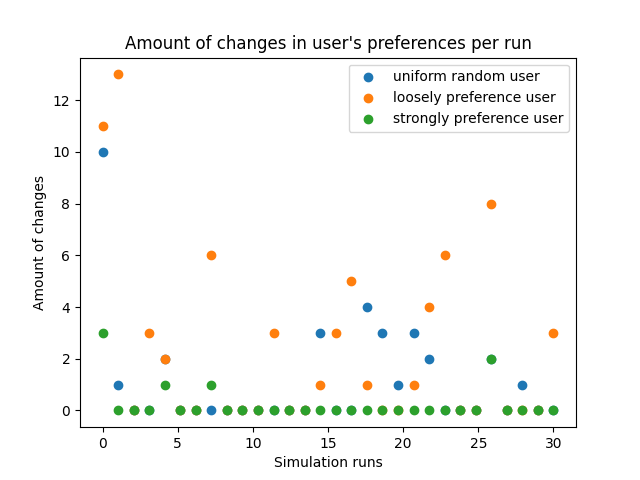 Amount of changes in user's preferences per run
uniform random user
loosely preference user
strongly preference user
Amount of changes
12
10
8
6
4
2
0
0 5 10 15 20 25 30
Simulation runs